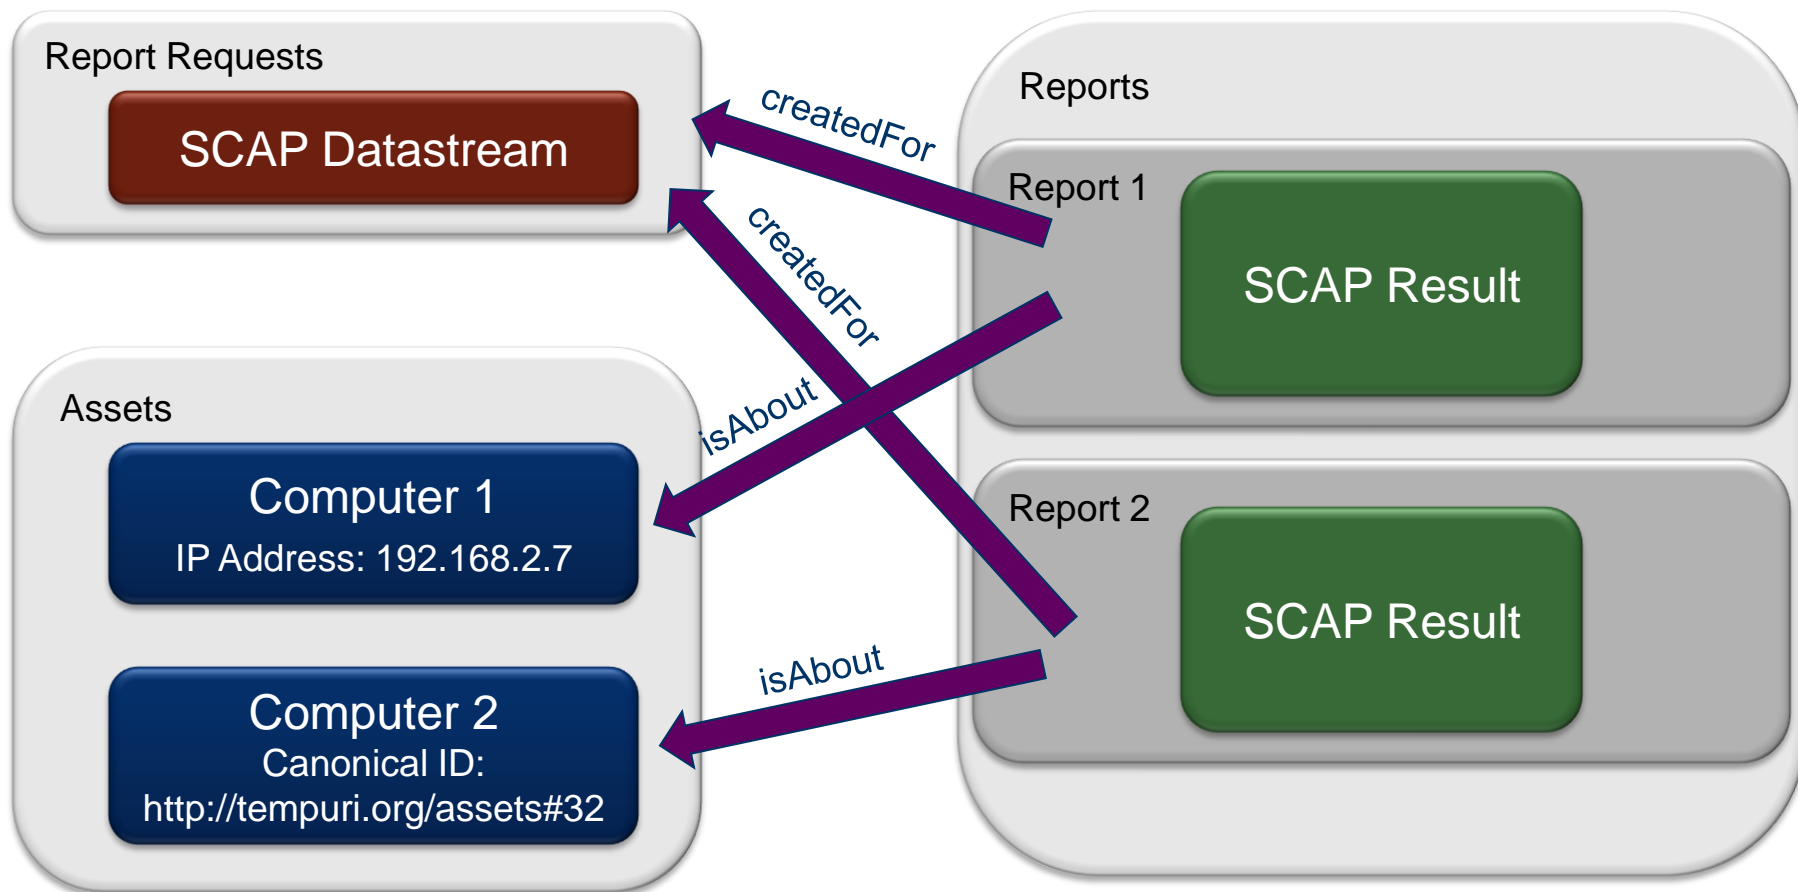 Report Requests
SCAP Datastream
Assets
Computer 1
IP Address: 192.168.2.7
Computer 2
Canonical ID:
http://tempuri.org/assets#32
createdFor
createdFor
isAbout
isAbout
Reports
Report 1
SCAP Result
Report 2
SCAP Result